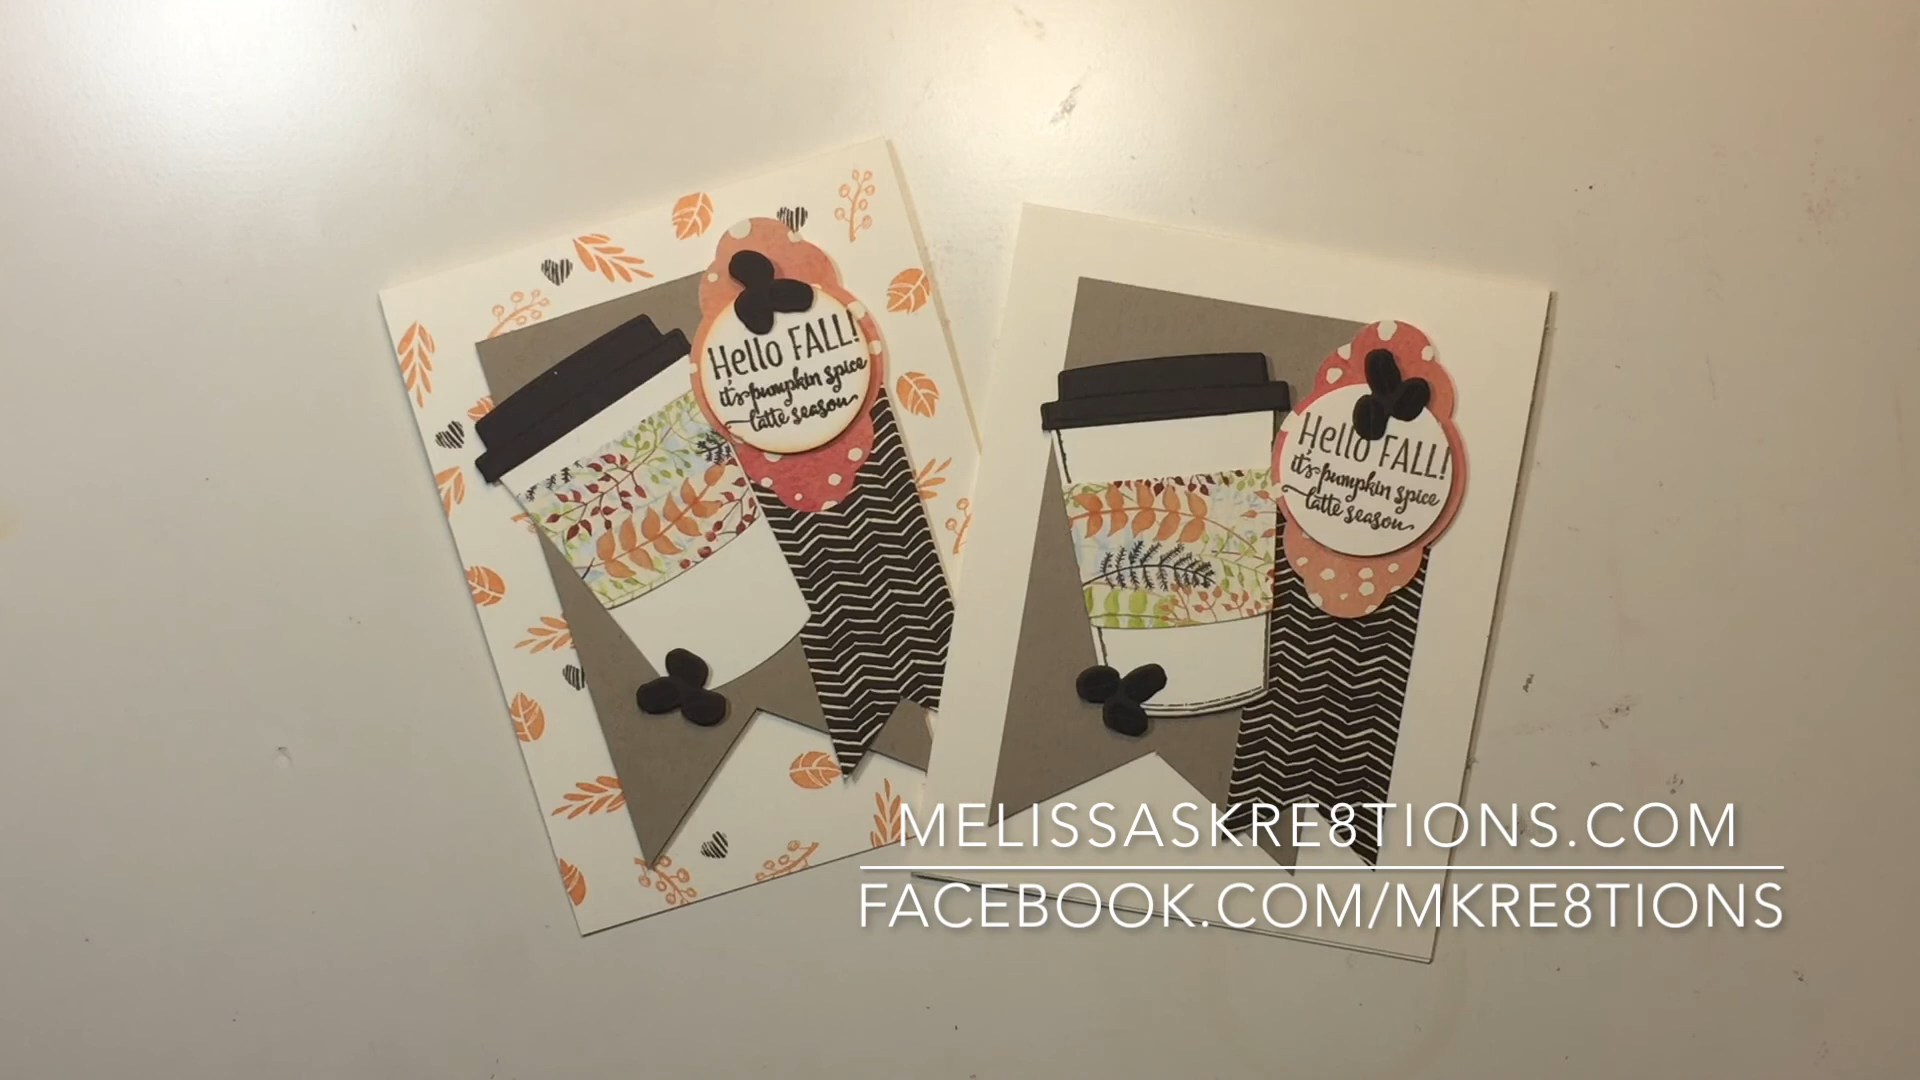 Hello FALL!
it's pumpkin spice
latte season
Hello FALL!
it's pumpkin spice
latte season
MELISSASKRE8TIONS.COM
FACEBOOK.COM/MKRE8TIONS